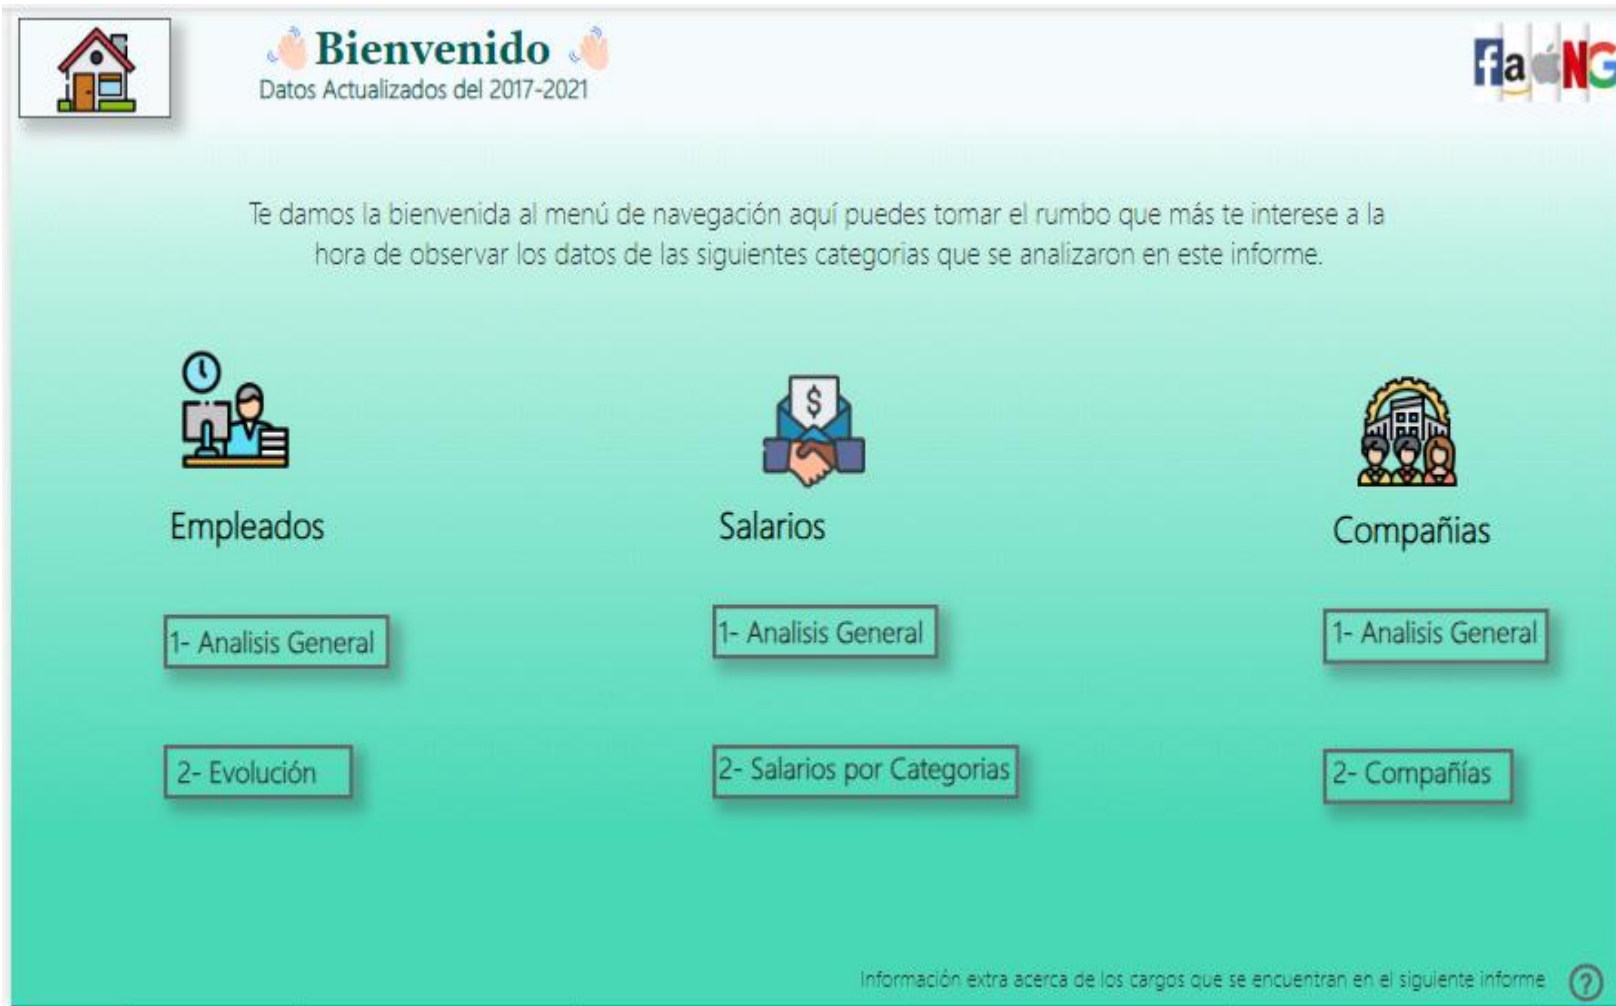 Bienvenido
Datos Actualizados del 2017-2021
faNG
Te damos la bienvenida al menú de navegación aquí puedes tomar el rumbo que más te interese a la
hora de observar los datos de las siguientes categorias que se analizaron en este informe.
$
Empleados
Salarios
Compañias
1- Analisis General
1- Analisis General
1- Analisis General
2- Evolución
2- Salarios por Categorias
2- Compañías
Información extra acerca de los cargos que se encuentran en el siguiente informe ?